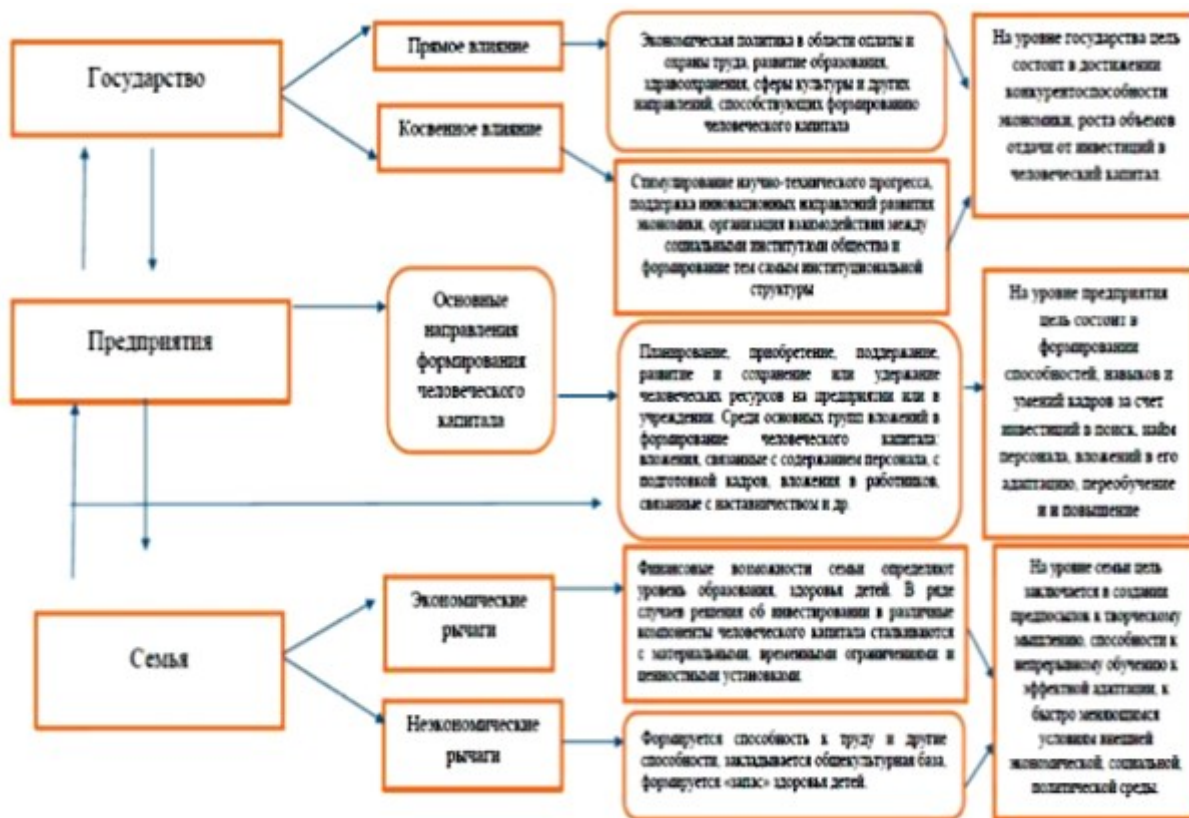 Государство
Прямое влияние
Косвенное влияние
Экономическая политика в области оплаты и
охраны труда, развитие образования,
здравоохранения, сферы культуры и других
направлений, способствующих формированию
человеческого капитала
Стимулирование научно-технического прогресса,
поддержка инновационных направлений развития
экономики, организация взаимодействия между
социальными институтами общества и
формирование тем самым институциональной
структуры
На уровне государства цель
состоит в достижении
конкурентоспособности
экономики, роста объемов
отдачи от инвестиций в
человеческий капитал.
Предприятия
Основные
направления
формирования
человеческого
капитала
Планирование, приобретение, поддержание,
развитие и сохранение или удержание
человеческих ресурсов на предприятии или в
учреждении. Среди основных групп вложений в
формирование человеческого капитала:
вложения, связанные с содержанием персонала, с
подготовкой кадров, вложения в работников,
связанные с наставничеством и др.
На уровне предприятия
цель состоит в
формировании
способностей, навыков и
умений кадров за счет
инвестиций в поиск, найм
персонала, вложений в его
адаптацию, переобучение
и и повышение
Семья
Экономические
рычаги
Неэкономические
рычаги
Финансовые возможности семьи определяют
уровень образования, здоровья детей. В ряде
случаев решения об инвестировании в различные
компоненты человеческого капитала сталкиваются
с материальными, временными ограничениями и
ценностными установками.
Формируется способность к труду и другие
способности, закладывается общекультурная база,
формируется «запас» здоровья детей.
На уровне семьи цель
заключается в создании
предпосылок к творческому
мышлению, способности к
непрерывному обучению к
эффектной адаптации, к
быстро меняющимся
условиям внешней
экономической, социальной,
политической среды.